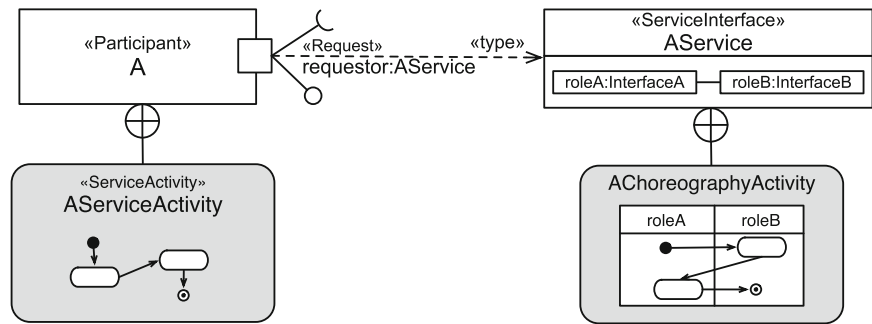 «Participant»
A
«Request»
requestor:AService
«type»
«ServiceInterface»
AService
roleA:InterfaceA
roleB:InterfaceB
«ServiceActivity»
AServiceActivity
AChoreographyActivity
roleA
roleB